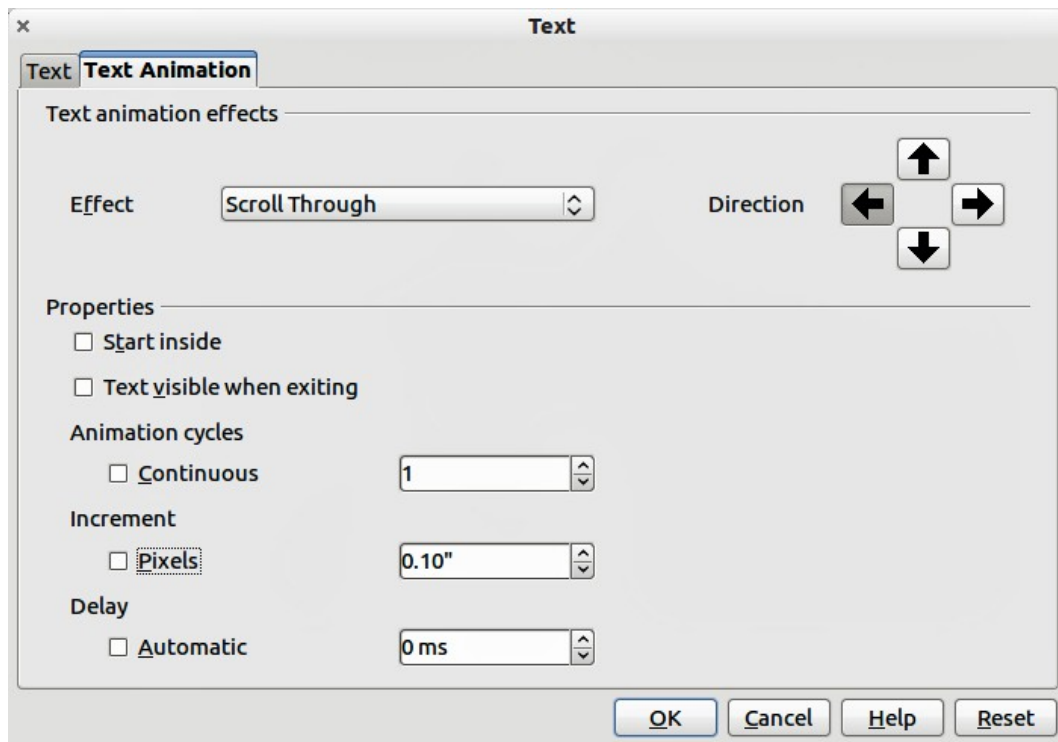 Text
Text Text Animation
Text animation effects
Effect Scroll Through Direction
Properties
Start inside
Text visible when exiting
Animation cycles
Continuous 1
Increment
Pixels 0.10"
Delay
Automatic 0 ms
OK Cancel Help Reset